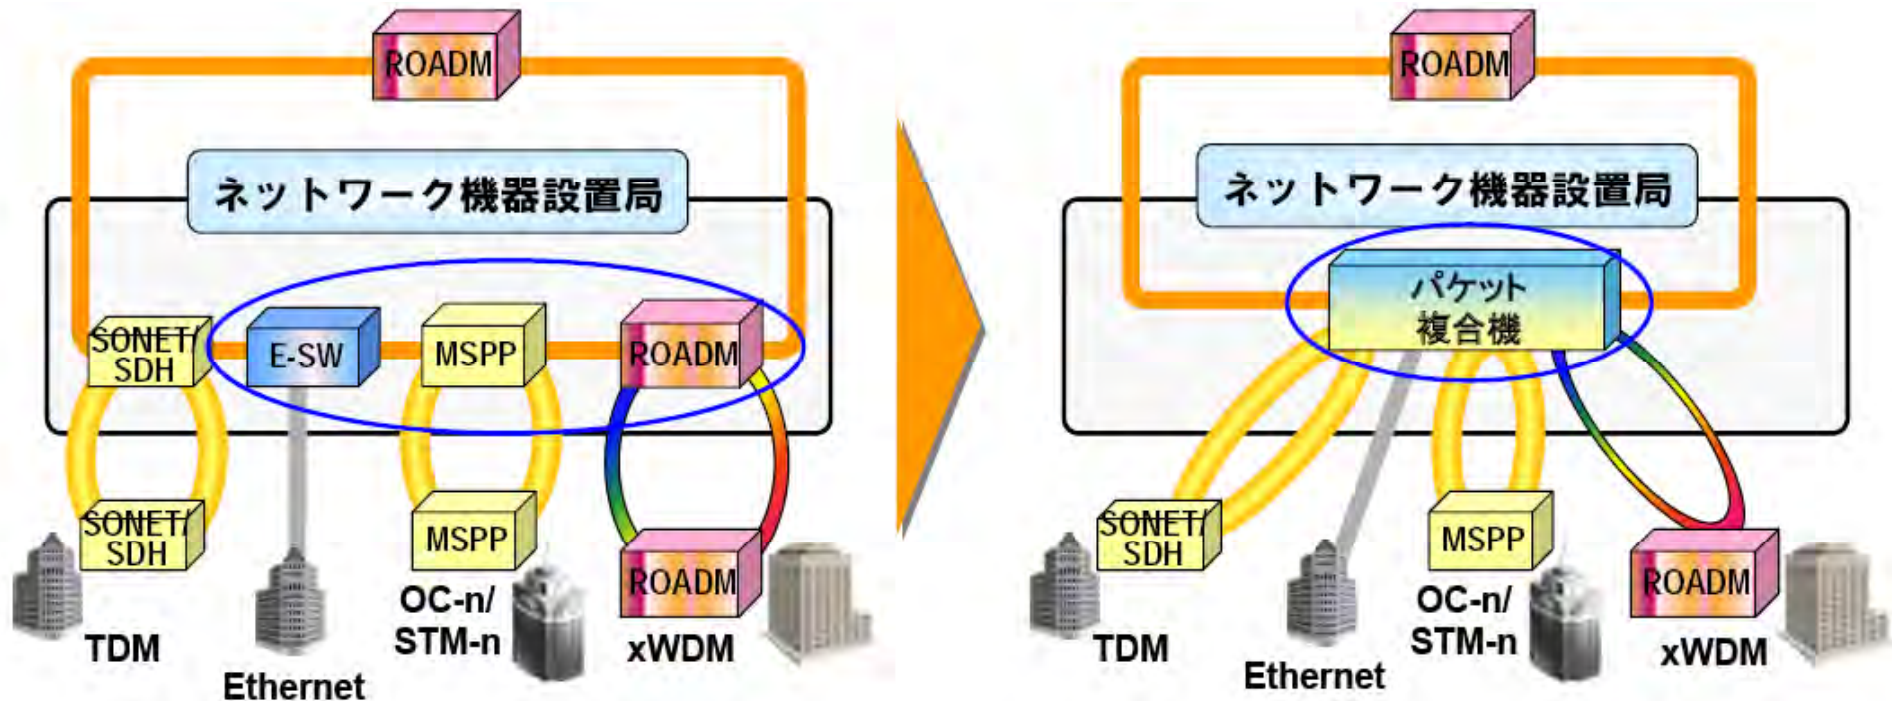 ROADM
ネットワーク機器設置局
SONET/
SDH
E-SW
MSPP
ROADM
SONET/
SDH
MSPP
ROADM
TDM
Ethernet
OC-n/
STM-n
xWDM
ROADM
ネットワーク機器設置局
パケット
複合機
SONET/
SDH
MSPP
ROADM
TDM
Ethernet
OC-n/
STM-n
xWDM